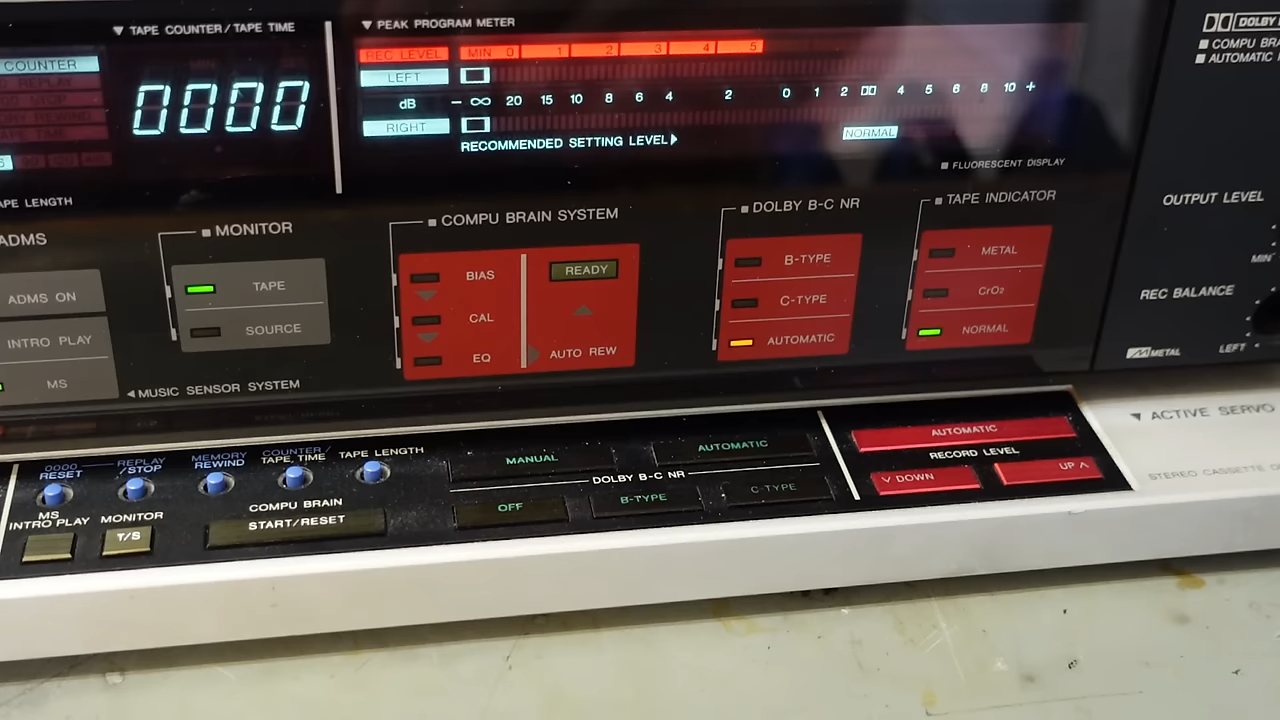 ▼ TAPE COUNTER/TAPE TIME
COUNTER
REPLAY
0000
▼ PEAK PROGRAM METER
REC LEVEL MIN 0 1 2 3 4 5
LEFT
dB − ∞ 20 15 10 8 6 4 2 0 1 2 4 5 6 8 10 +
RIGHT
NORMAL
RECOMMENDED SETTING LEVEL ▶
■ FLUORESCENT DISPLAY
DOLBY
■ COMPU
■ AUTOMATIC
OUTPUT LEVEL
MIN
REC BALANCE
METAL
LEFT
APE LENGTH
ADMS
ADMS ON
INTRO PLAY
MS
◀ MUSIC SENSOR SYSTEM
■ MONITOR
TAPE
SOURCE
■ COMPU BRAIN SYSTEM
BIAS
CAL
EQ
READY
AUTO REW
■ DOLBY B-C NR
B-TYPE
C-TYPE
AUTOMATIC
■ TAPE INDICATOR
METAL
CrO2
NORMAL
▼ ACTIVE SERVO
STEREO CASSETTE
0000 RESET
REPLAY /STOP
MEMORY REWIND
COUNTER/ TAPE TIME
TAPE LENGTH
MS INTRO PLAY
MONITOR
T/S
COMPU BRAIN
START/RESET
MANUAL
AUTOMATIC
DOLBY B-C NR
OFF
B-TYPE
C-TYPE
AUTOMATIC
RECORD LEVEL
∨ DOWN
UP ∧